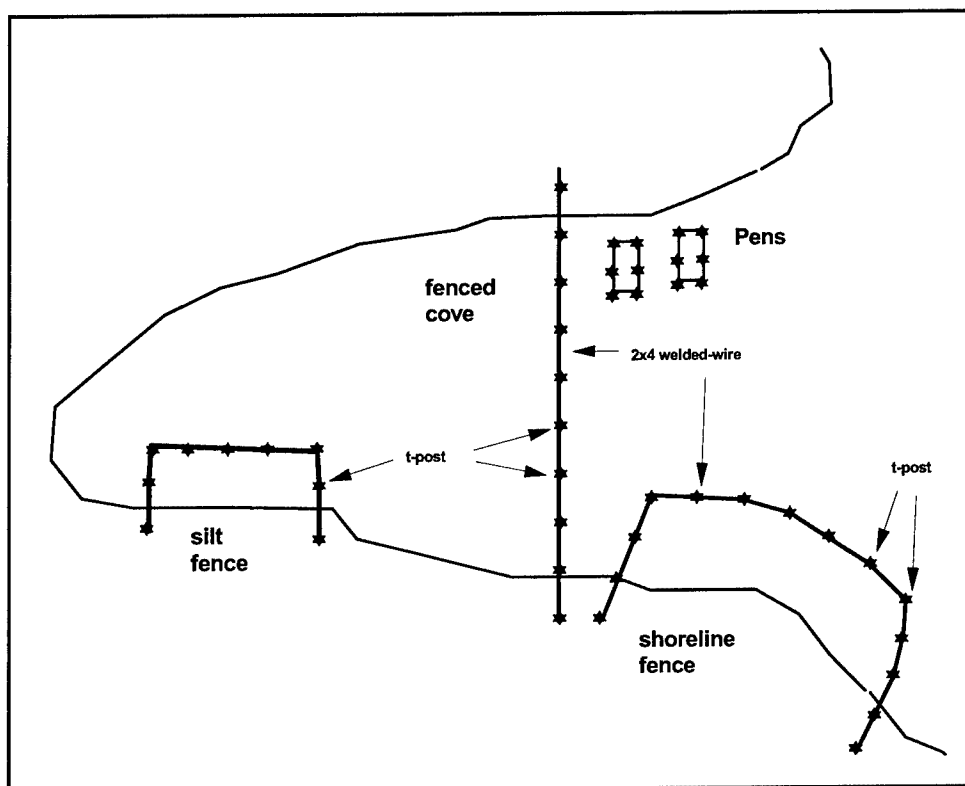 Pens
fenced
cove
2x4 welded-wire
t-post
t-post
silt
fence
shoreline
fence